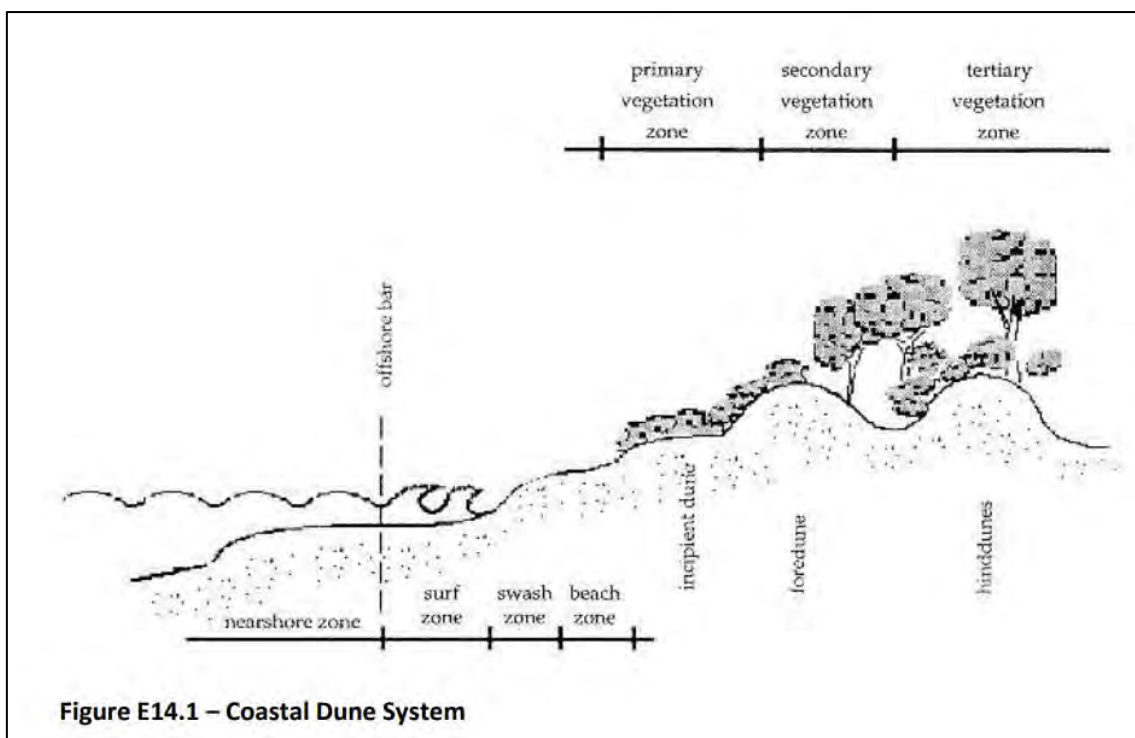 primary
vegetation
zone
secondary
vegetation
zone
tertiary
vegetation
zone
offshore bar
incipient dune
foredune
hinddunes
nearshore zone
surf
zone
swash
zone
beach
zone
Figure E14.1 – Coastal Dune System